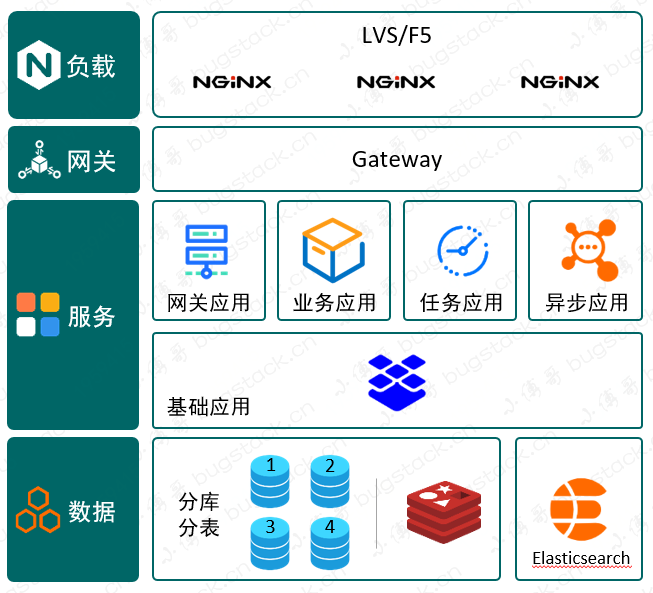 负载
LVS/F5
NGiNX
NGiNX
NGiNX
网关
Gateway
服务
网关应用
业务应用
任务应用
异步应用
基础应用
数据
分库
分表
1
2
3
4
Elasticsearch
小傅哥 bugstack.cn